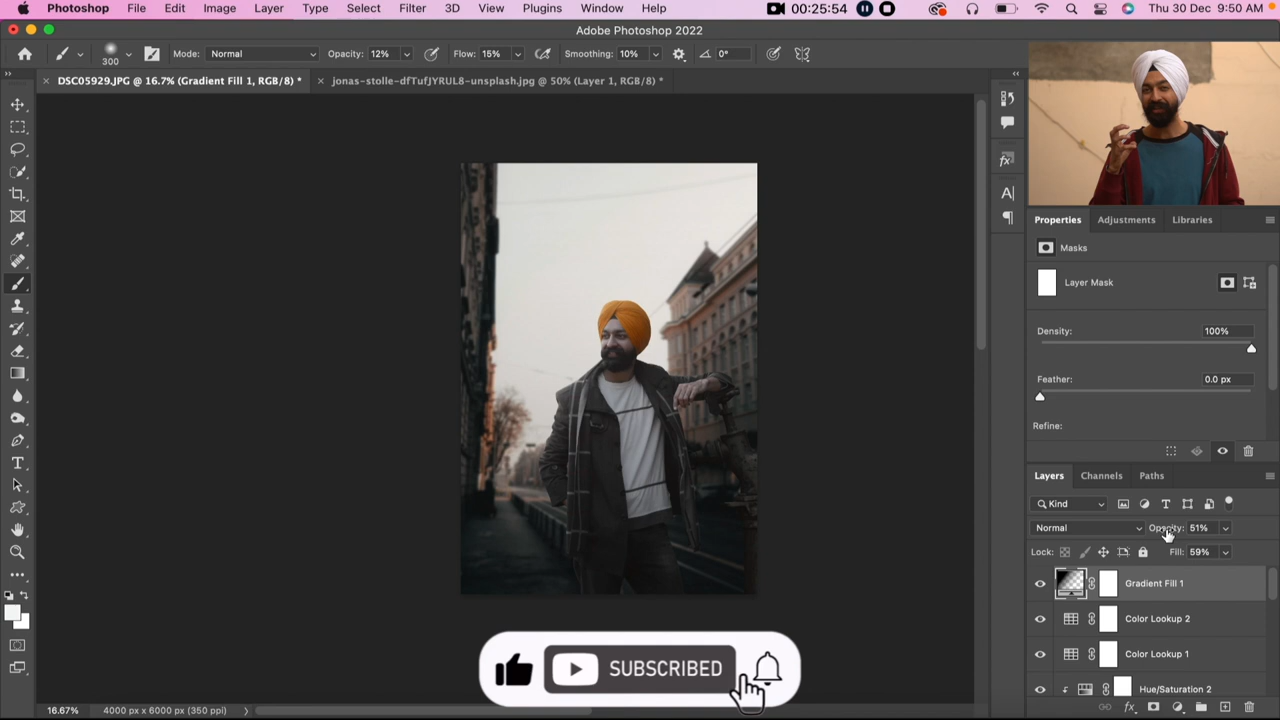 Photoshop File Edit Image Layer Type Select Filter 3D View Plugins Window Help 00:25:54 Thu 30 Dec 9:50 AM
Adobe Photoshop 2022
300 Mode: Normal Opacity: 12% Flow: 15% Smoothing: 10% 0°
DSC05929.JPG @ 16.7% (Gradient Fill 1, RGB/8) * jonas-stolle-dfTufJYRUL8-unsplash.jpg @ 50% (Layer 1, RGB/8) *
Properties Adjustments Libraries
Masks
Layer Mask
Density: 100%
Feather: 0.0 px
Refine:
Layers Channels Paths
Kind
Normal Opacity: 51%
Lock: Fill: 59%
Gradient Fill 1
Color Lookup 2
Color Lookup 1
Hue/Saturation 2
SUBSCRIBED
16.67% 4000 px x 6000 px (350 ppi)